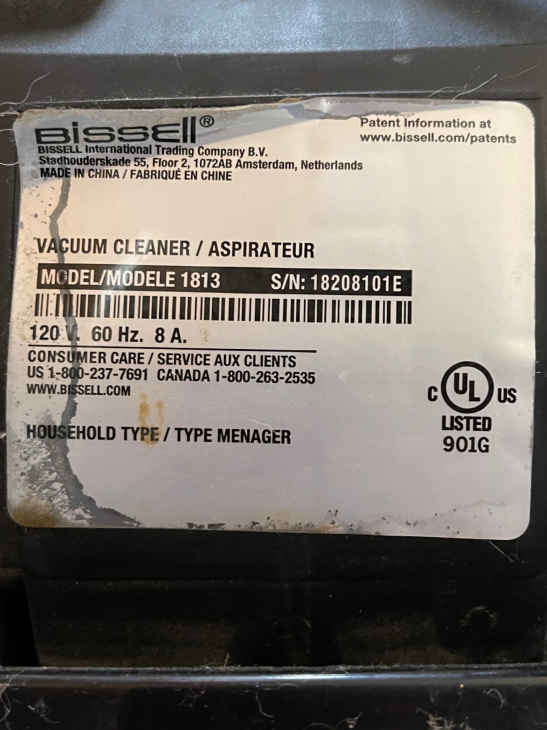 BISSELL®
BISSELL International Trading Company B.V.
Stadhouderskade 55, Floor 2, 1072AB Amsterdam, Netherlands
MADE IN CHINA / FABRIQUÉ EN CHINE
Patent Information at
www.bissell.com/patents
VACUUM CLEANER / ASPIRATEUR
MODEL/MODELE 1813 S/N: 18208101E
120 V. 60 Hz. 8 A.
CONSUMER CARE / SERVICE AUX CLIENTS
US 1-800-237-7691 CANADA 1-800-263-2535
WWW.BISSELL.COM
HOUSEHOLD TYPE / TYPE MENAGER
C UL US
LISTED
901G